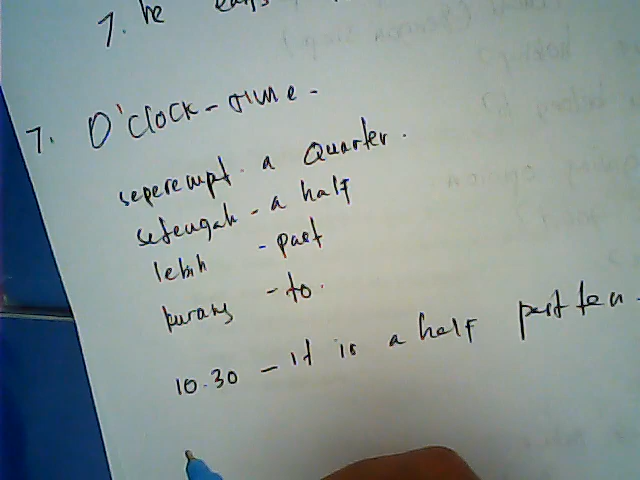 7. he
7. O'clock - time -
seperempt - a Quarter.
setengah - a half
lebih - past
kurang - to.
10.30 - it is a half past ten.